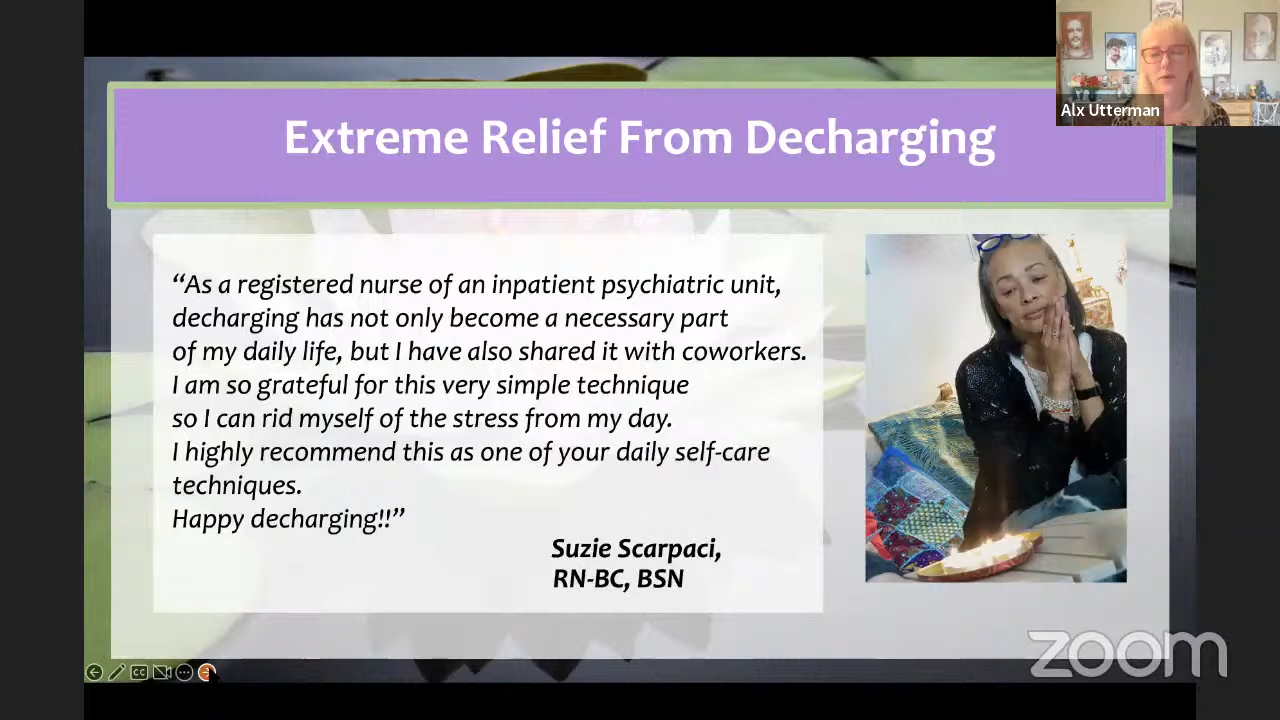 Alx Utterman
Extreme Relief From Decharging
“As a registered nurse of an inpatient psychiatric unit,
decharging has not only become a necessary part
of my daily life, but I have also shared it with coworkers.
I am so grateful for this very simple technique
so I can rid myself of the stress from my day.
I highly recommend this as one of your daily self-care
techniques.
Happy decharging!!”
Suzie Scarpaci,
RN-BC, BSN
CC
zoom